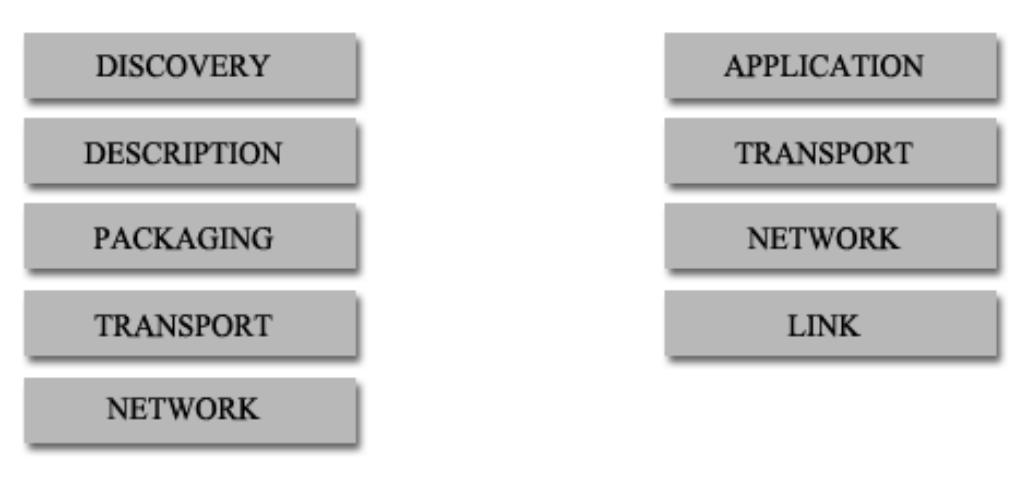 DISCOVERY
DESCRIPTION
PACKAGING
TRANSPORT
NETWORK
APPLICATION
TRANSPORT
NETWORK
LINK